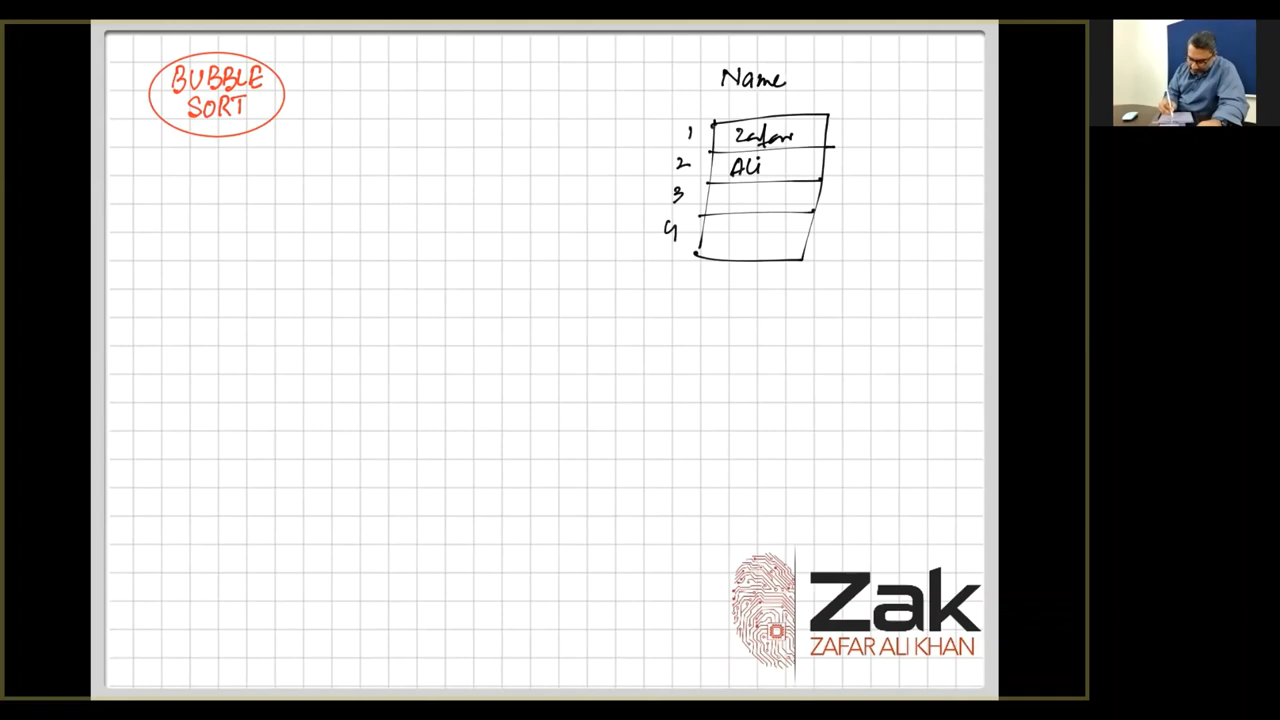 BUBBLE
SORT
Name
1 Zafar
2 Ali
3
4
Zak
ZAFAR ALI KHAN